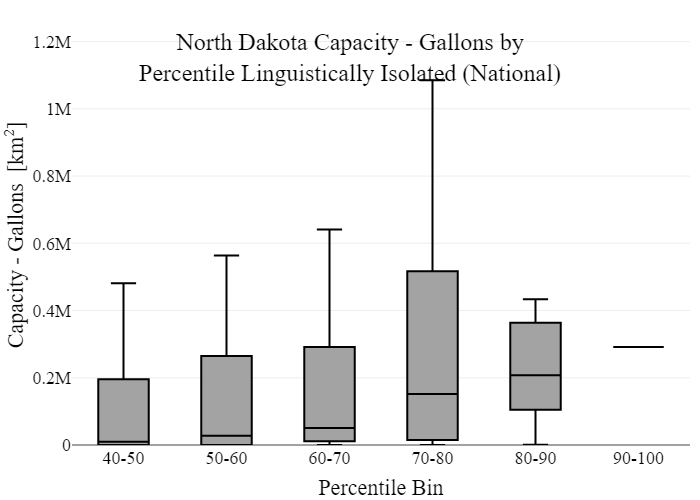 North Dakota Capacity - Gallons by
Percentile Linguistically Isolated (National)
Capacity - Gallons [km²]
1.2M
1M
0.8M
0.6M
0.4M
0.2M
0
40-50 50-60 60-70 70-80 80-90 90-100
Percentile Bin